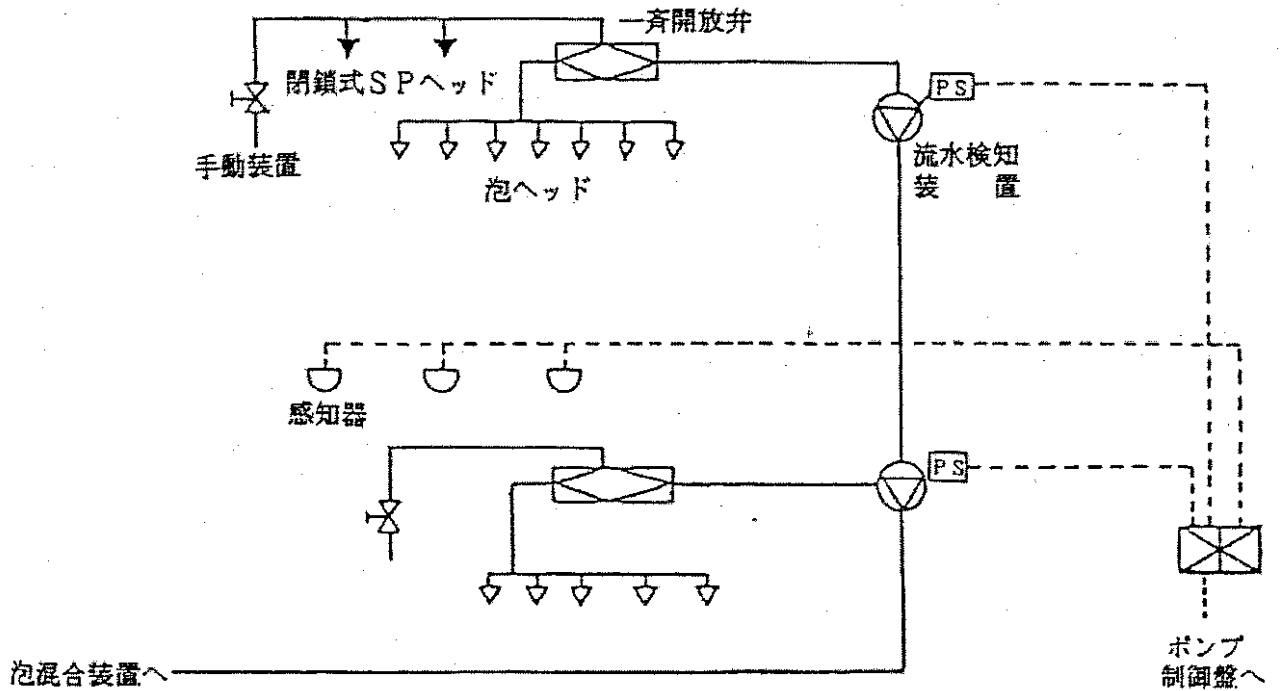 一斉開放弁
閉鎖式SPヘッド
PS
手動装置
流水検知
装置
泡ヘッド
感知器
PS
ポンプ
制御盤へ
泡混合装置へ